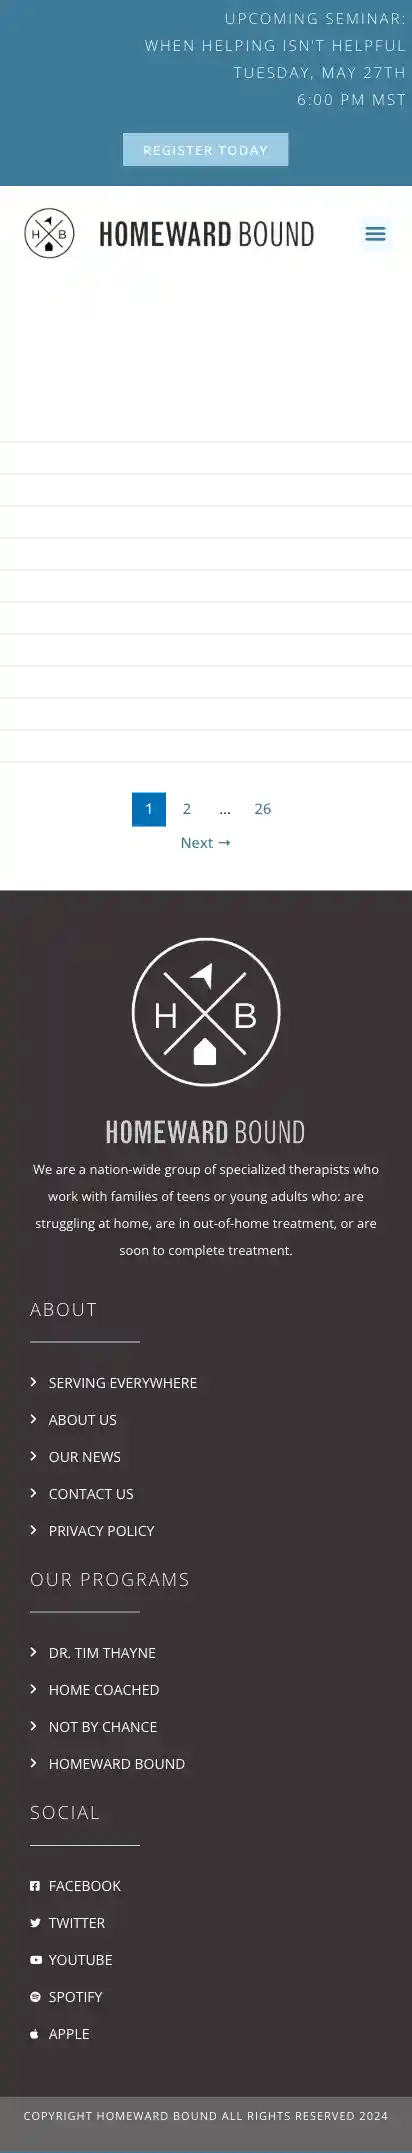 UPCOMING SEMINAR:
WHEN HELPING ISN'T HELPFUL
TUESDAY, MAY 27TH
6:00 PM MST
REGISTER TODAY
H B HOMEWARD BOUND
1 2 ... 26
Next →
H B
HOMEWARD BOUND
We are a nation-wide group of specialized therapists who
work with families of teens or young adults who: are
struggling at home, are in out-of-home treatment, or are
soon to complete treatment.
ABOUT
SERVING EVERYWHERE
ABOUT US
OUR NEWS
CONTACT US
PRIVACY POLICY
OUR PROGRAMS
DR. TIM THAYNE
HOME COACHED
NOT BY CHANCE
HOMEWARD BOUND
SOCIAL
FACEBOOK
TWITTER
YOUTUBE
SPOTIFY
APPLE
COPYRIGHT HOMEWARD BOUND ALL RIGHTS RESERVED 2024